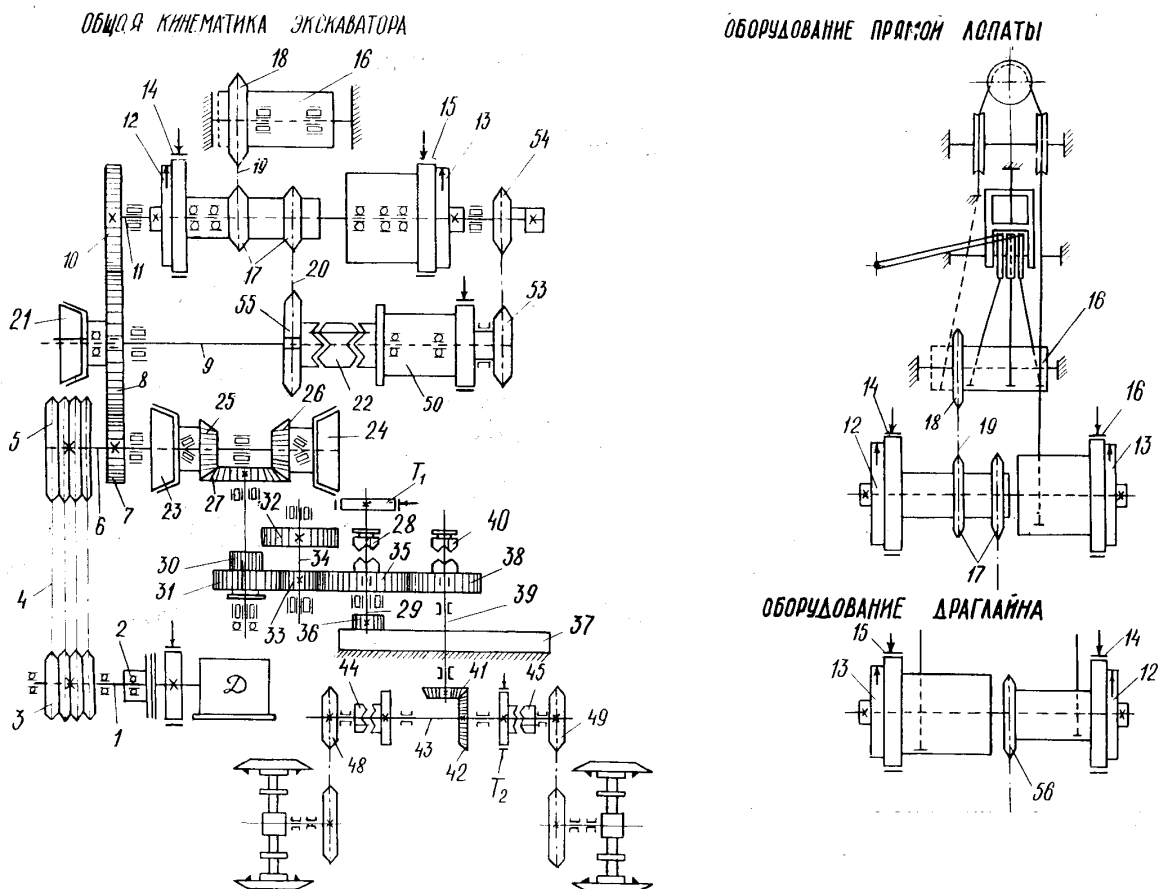 ОБЩАЯ КИНЕМАТИКА ЭКСКАВАТОРА
18 16
14 15
12 13 54
19
10 11 17
20
55 53
21
9
8
22 50
26
25
5 24
27
23
7
6
T1
32 28 40
34 35
30 38
31
4 29 39
36 33 37
2 44 41 45
Д
49
3 1 43
48 42
T2
ОБОРУДОВАНИЕ ПРЯМОЙ ЛОПАТЫ
16
14 18 16
12 19 13
17
ОБОРУДОВАНИЕ ДРАГЛАЙНА
15 14
13 12
56